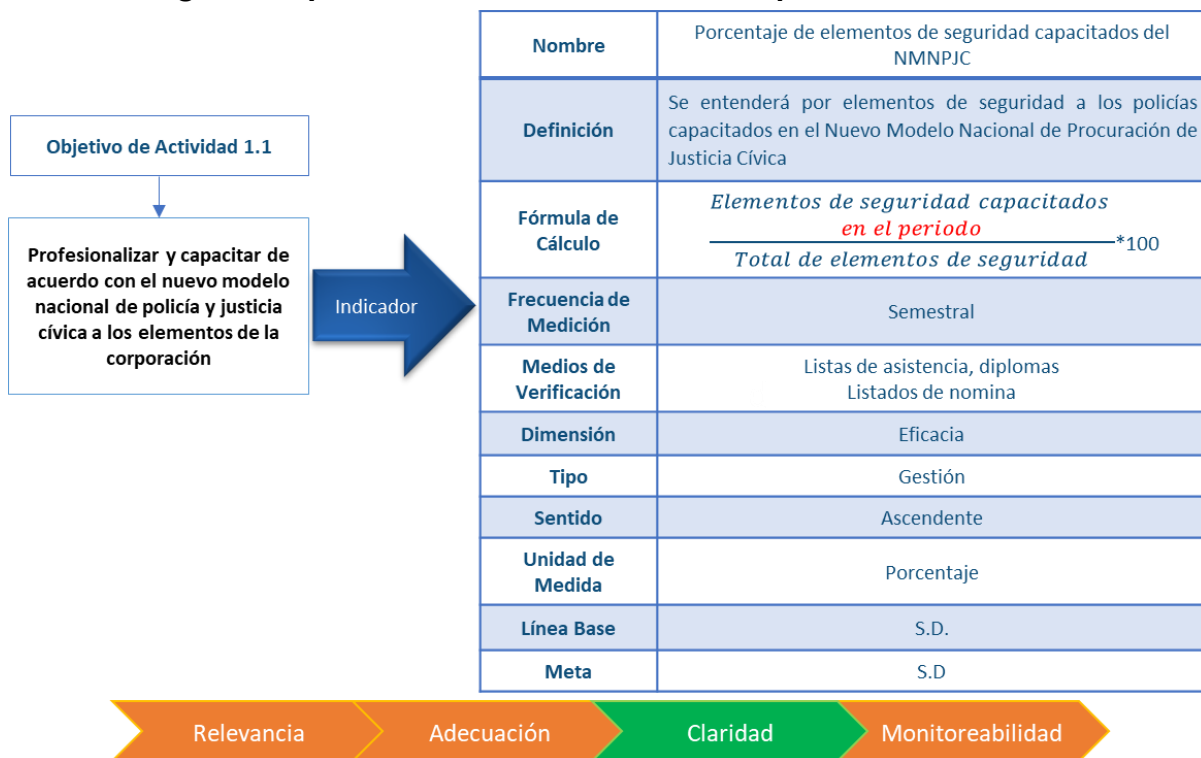 Objetivo de Actividad 1.1
Profesionalizar y capacitar de
acuerdo con el nuevo modelo
nacional de policía y justicia
cívica a los elementos de la
corporación
Indicador
Nombre
Porcentaje de elementos de seguridad capacitados del
NMNPJC
Definición
Se entenderá por elementos de seguridad a los policías
capacitados en el Nuevo Modelo Nacional de Procuración de
Justicia Cívica
Fórmula de
Cálculo
Elementos de seguridad capacitados
en el periodo
Total de elementos de seguridad
*100
Frecuencia de
Medición
Semestral
Medios de
Verificación
Listas de asistencia, diplomas
Listados de nomina
Dimensión
Eficacia
Tipo
Gestión
Sentido
Ascendente
Unidad de
Medida
Porcentaje
Línea Base
S.D.
Meta
S.D
Relevancia
Adecuación
Claridad
Monitoreabilidad